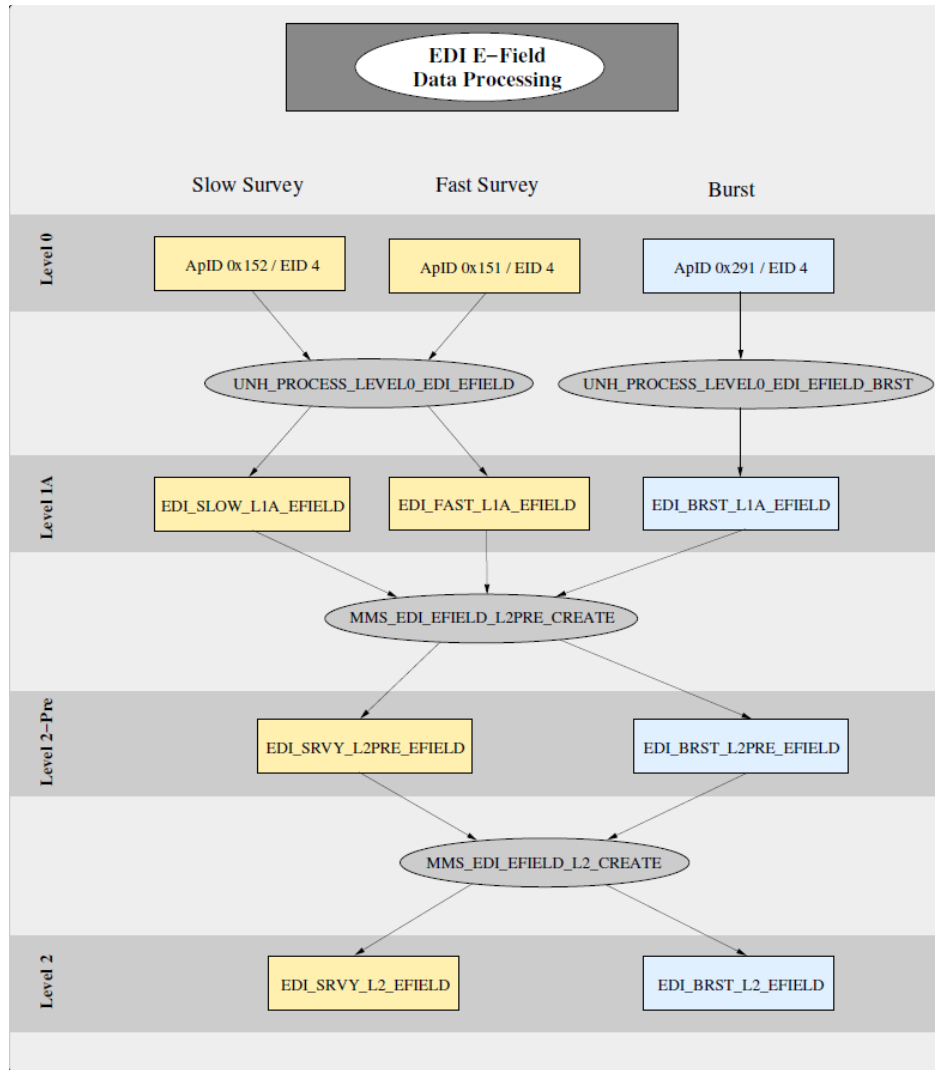 EDI E−Field
Data Processing
Slow Survey
Fast Survey
Burst
Level 0
ApID 0x152 / EID 4
ApID 0x151 / EID 4
ApID 0x291 / EID 4
UNH_PROCESS_LEVEL0_EDI_EFIELD
UNH_PROCESS_LEVEL0_EDI_EFIELD_BRST
Level 1A
EDI_SLOW_L1A_EFIELD
EDI_FAST_L1A_EFIELD
EDI_BRST_L1A_EFIELD
MMS_EDI_EFIELD_L2PRE_CREATE
Level 2−Pre
EDI_SRVY_L2PRE_EFIELD
EDI_BRST_L2PRE_EFIELD
MMS_EDI_EFIELD_L2_CREATE
Level 2
EDI_SRVY_L2_EFIELD
EDI_BRST_L2_EFIELD